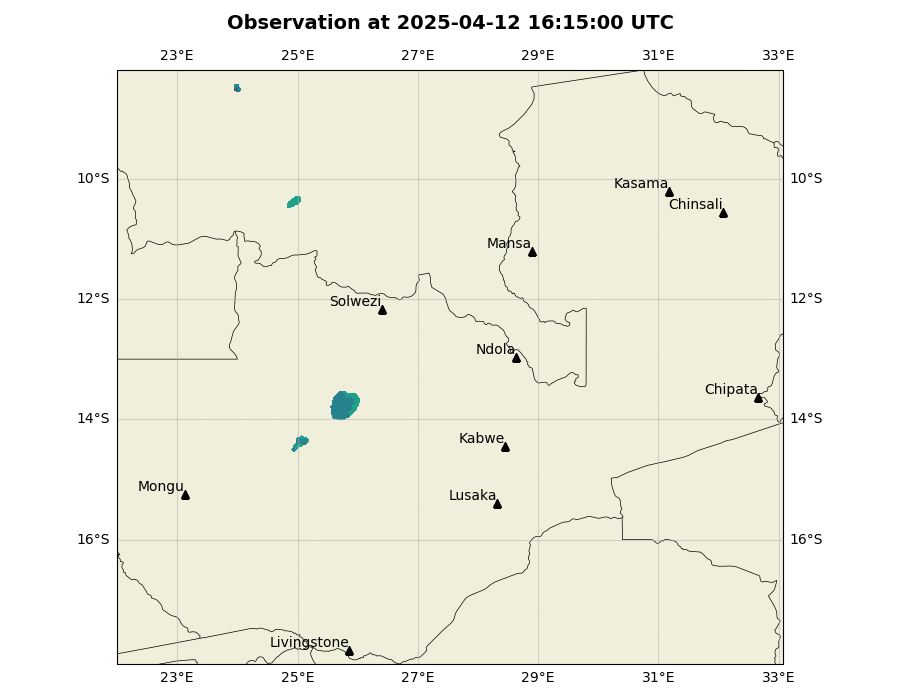 Observation at 2025-04-12 16:15:00 UTC
23°E 25°E 27°E 29°E 31°E 33°E
10°S 10°S
Kasama
Chinsali
Mansa
12°S 12°S
Solwezi
Ndola
Chipata
14°S 14°S
Kabwe
Mongu
Lusaka
16°S 16°S
Livingstone
23°E 25°E 27°E 29°E 31°E 33°E